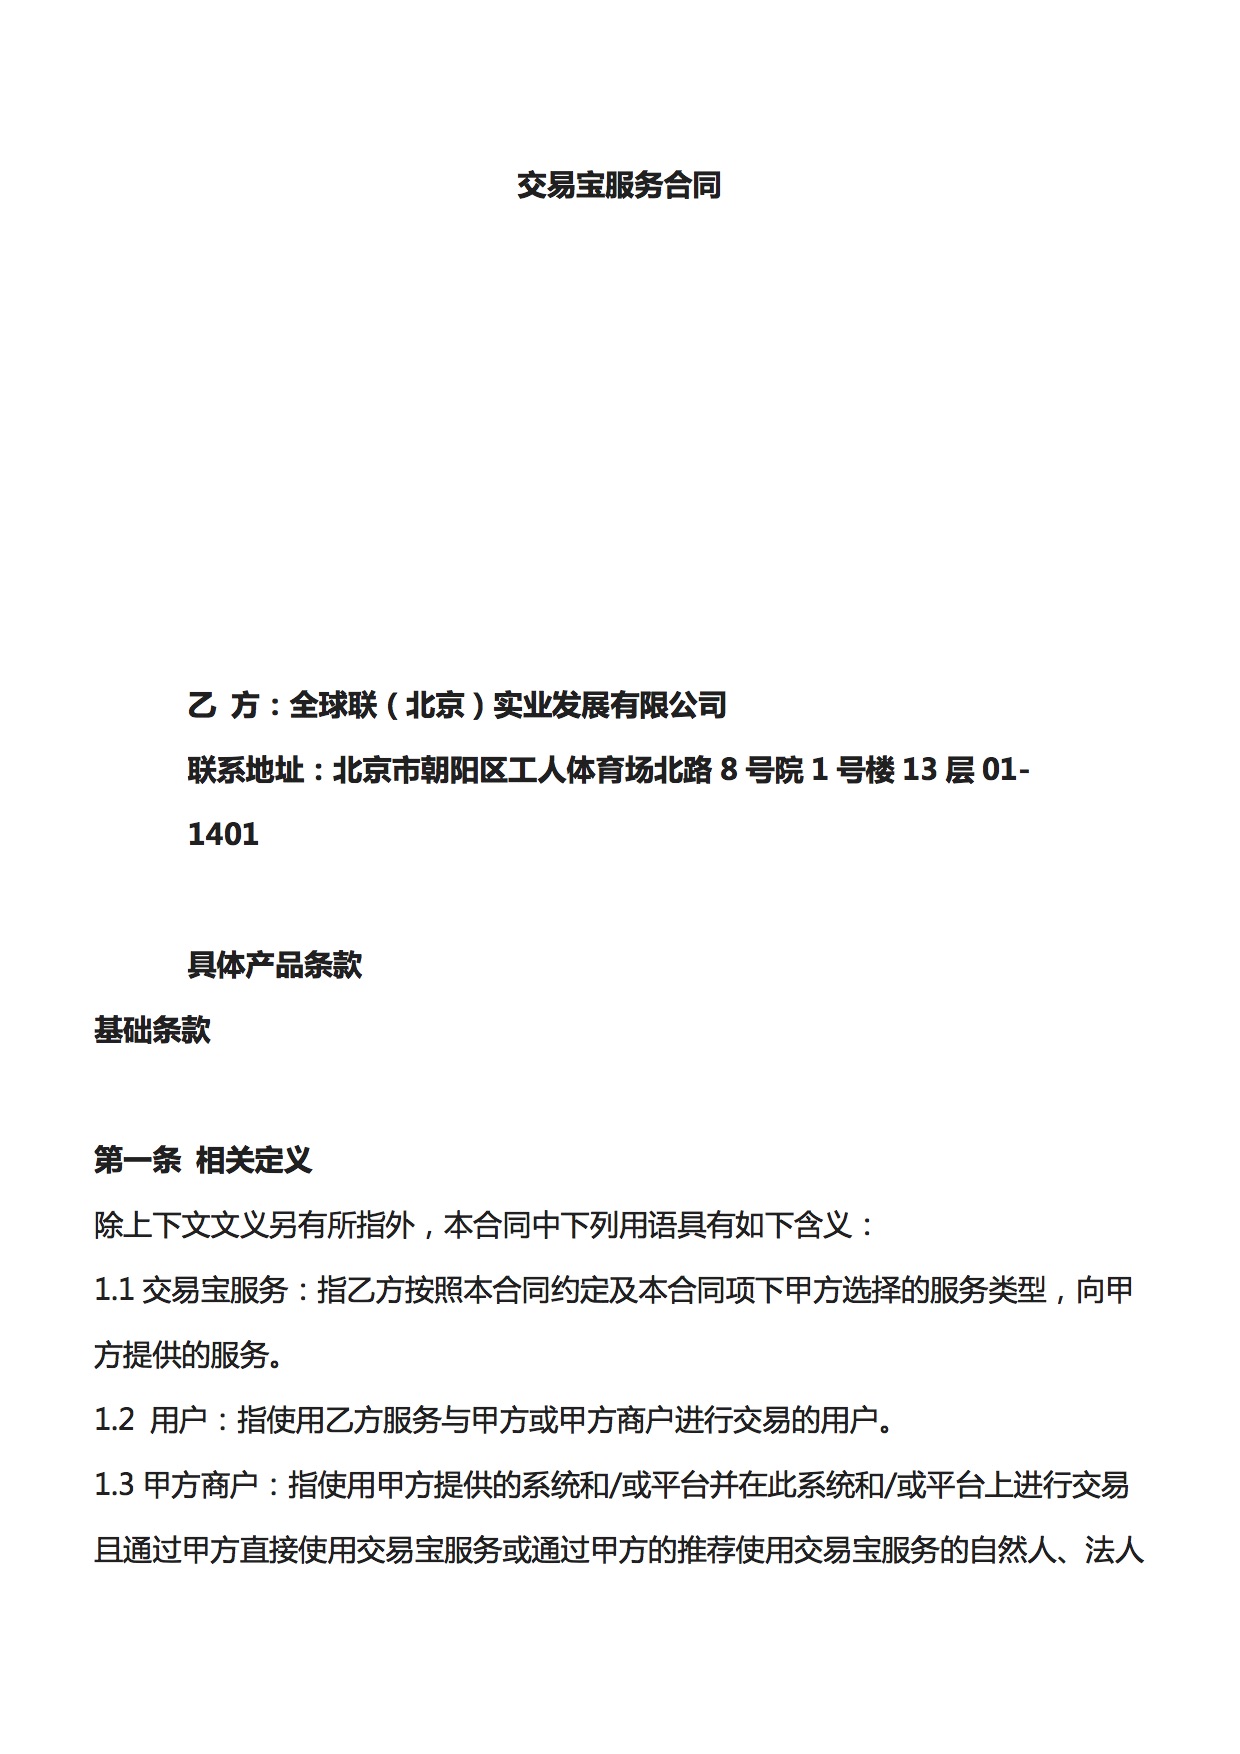 交易宝服务合同
乙 方：全球联（北京）实业发展有限公司
联系地址：北京市朝阳区工人体育场北路 8 号院 1 号楼 13 层 01-
1401
具体产品条款
基础条款
第一条 相关定义
除上下文文义另有所指外，本合同中下列用语具有如下含义：
1.1 交易宝服务：指乙方按照本合同约定及本合同项下甲方选择的服务类型，向甲
方提供的服务。
1.2 用户：指使用乙方服务与甲方或甲方商户进行交易的用户。
1.3 甲方商户：指使用甲方提供的系统和/或平台并在此系统和/或平台上进行交易
且通过甲方直接使用交易宝服务或通过甲方的推荐使用交易宝服务的自然人、法人